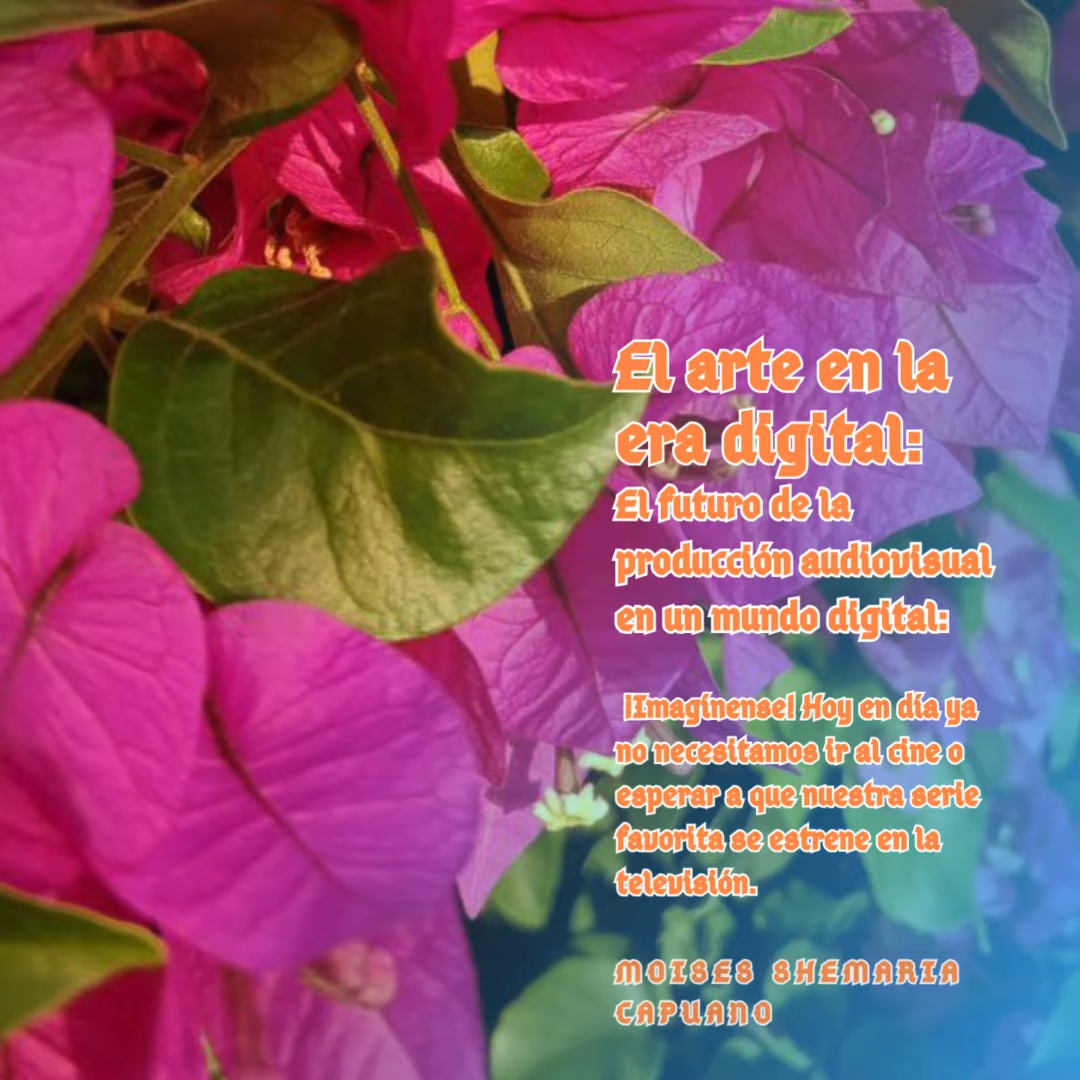 El arte en la
era digital:
El futuro de la
producción audiovisual
en un mundo digital:
¡Imagínense! Hoy en día ya
no necesitamos ir al cine o
esperar a que nuestra serie
favorita se estrene en la
televisión.
MOISES SHEMARIA
CAPUANO